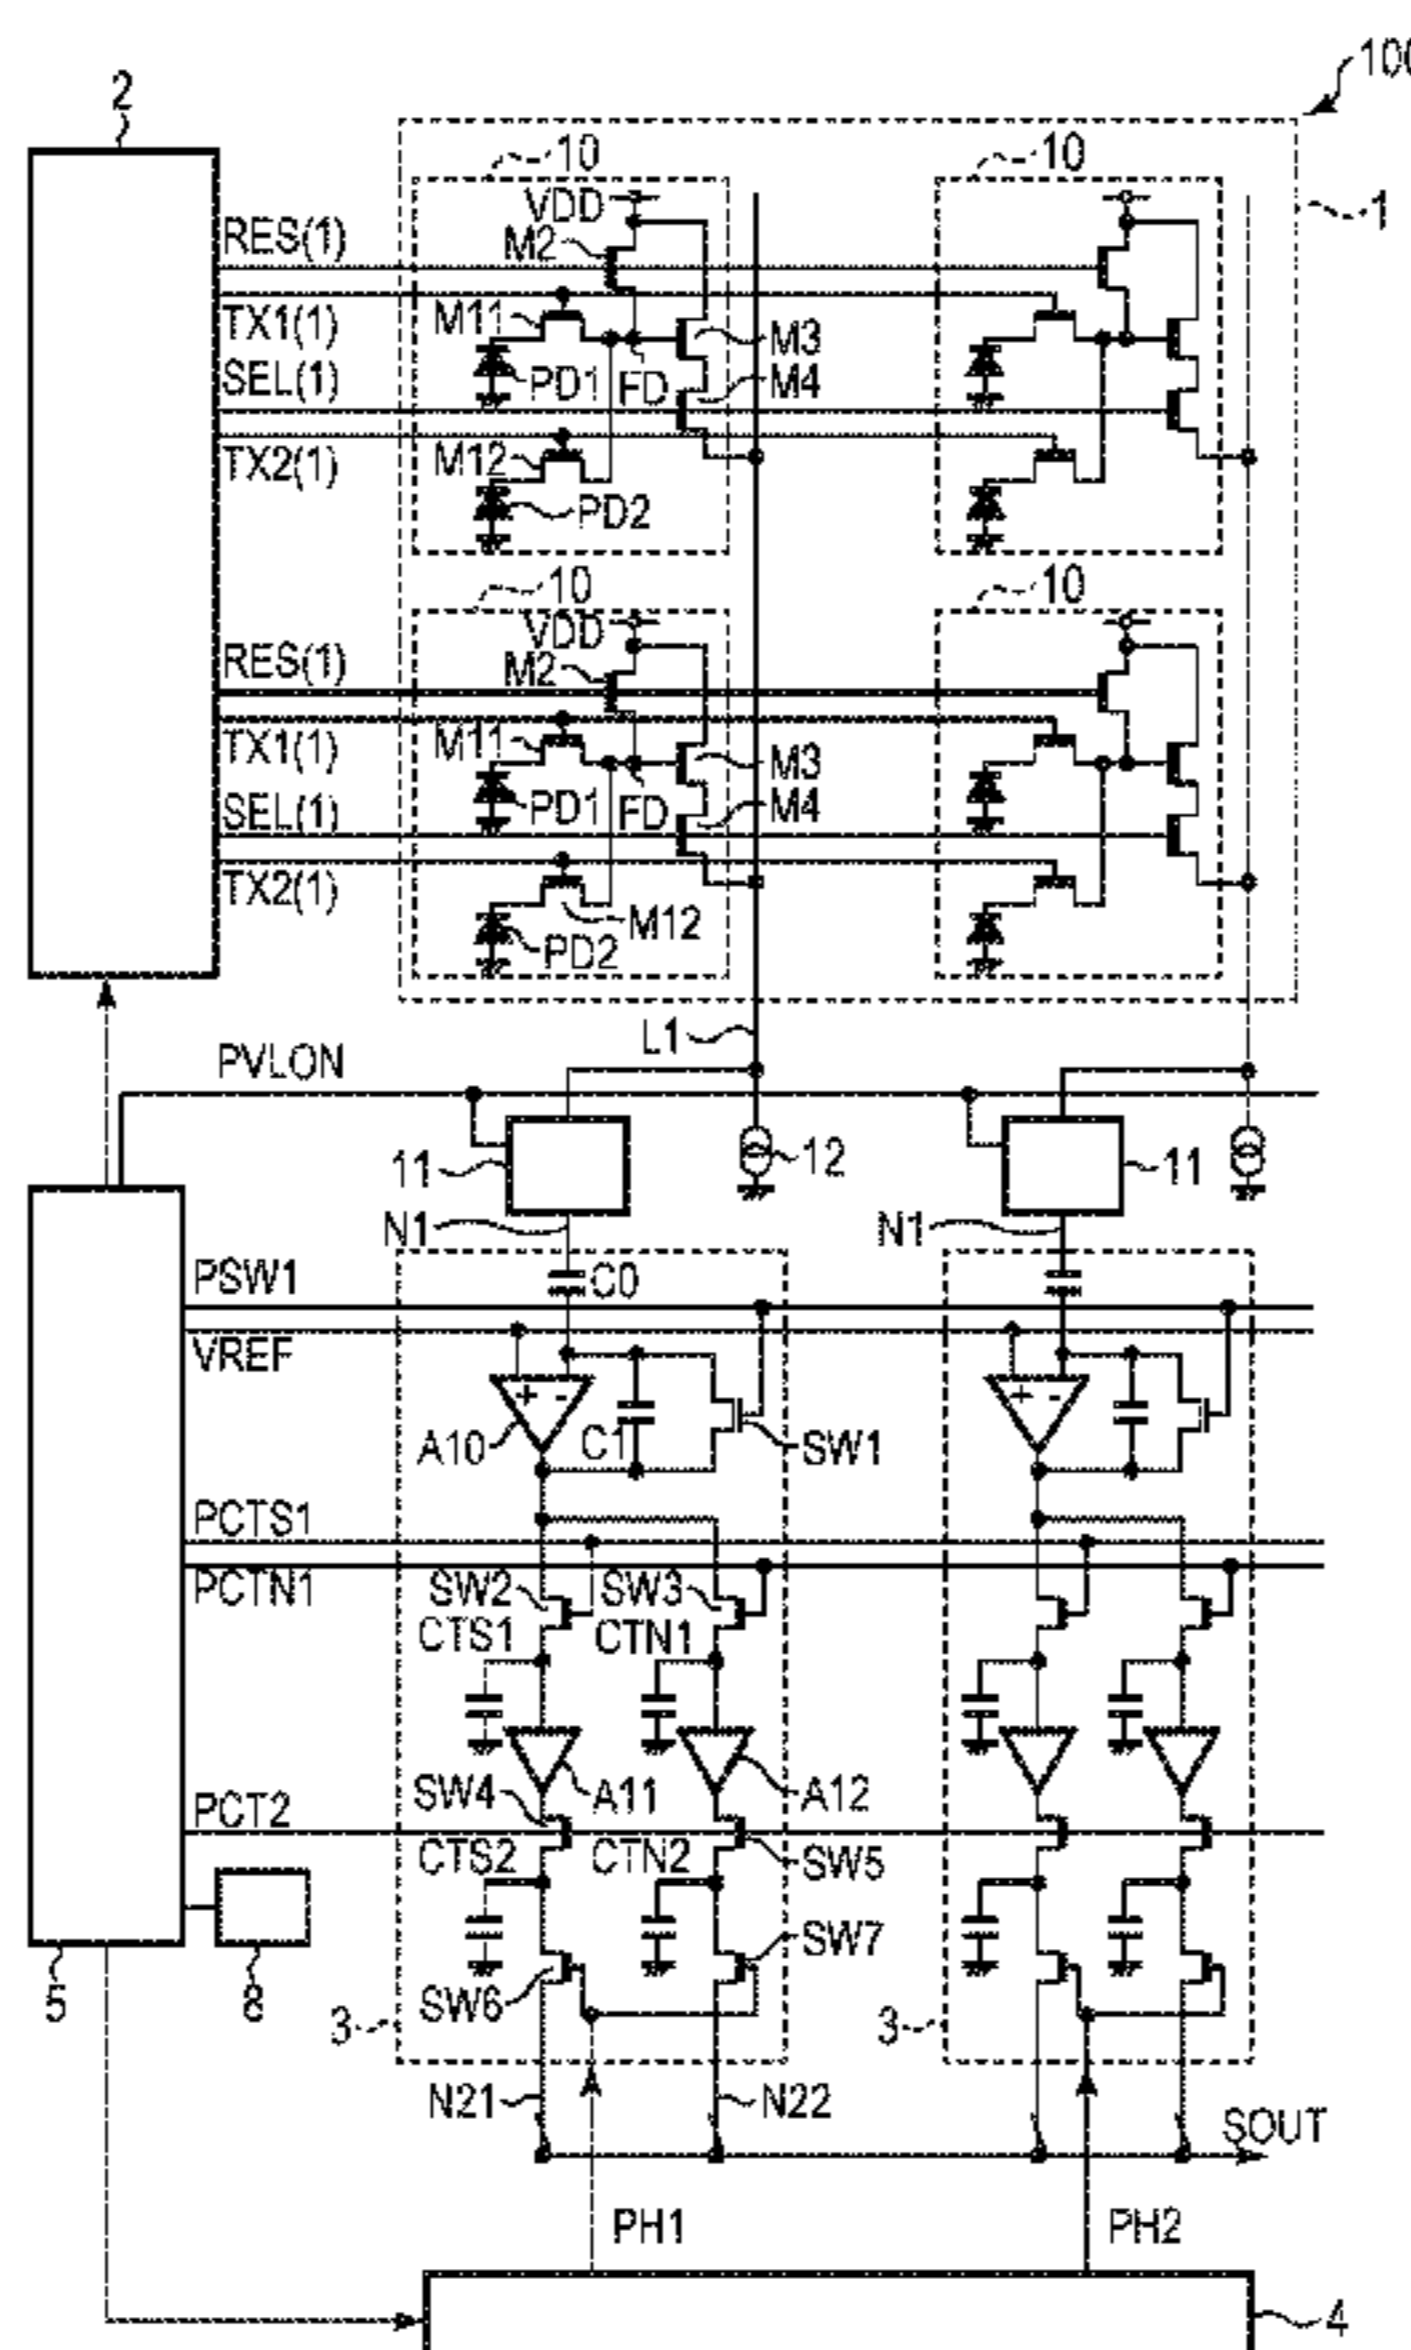 100
2
10 10
VDD
1
RES(1) M2
TX1(1) M11 M3
SEL(1) PD1 FD M4
TX2(1) M12
PD2
10 10
VDD
RES(1) M2
TX1(1) M11 M3
SEL(1) PD1 FD M4
TX2(1) M12
PD2
L1
PVLON
11 12 11
N1 N1
PSW1 C0
VREF
+ - + -
A10 C1 SW1
PCTS1
PCTN1 SW2 SW3
CTS1 CTN1
SW4 A11 A12
PCT2
CTS2 CTN2 SW5
SW7
5 8 SW6
3 3
N21 N22
SOUT
PH1 PH2
4